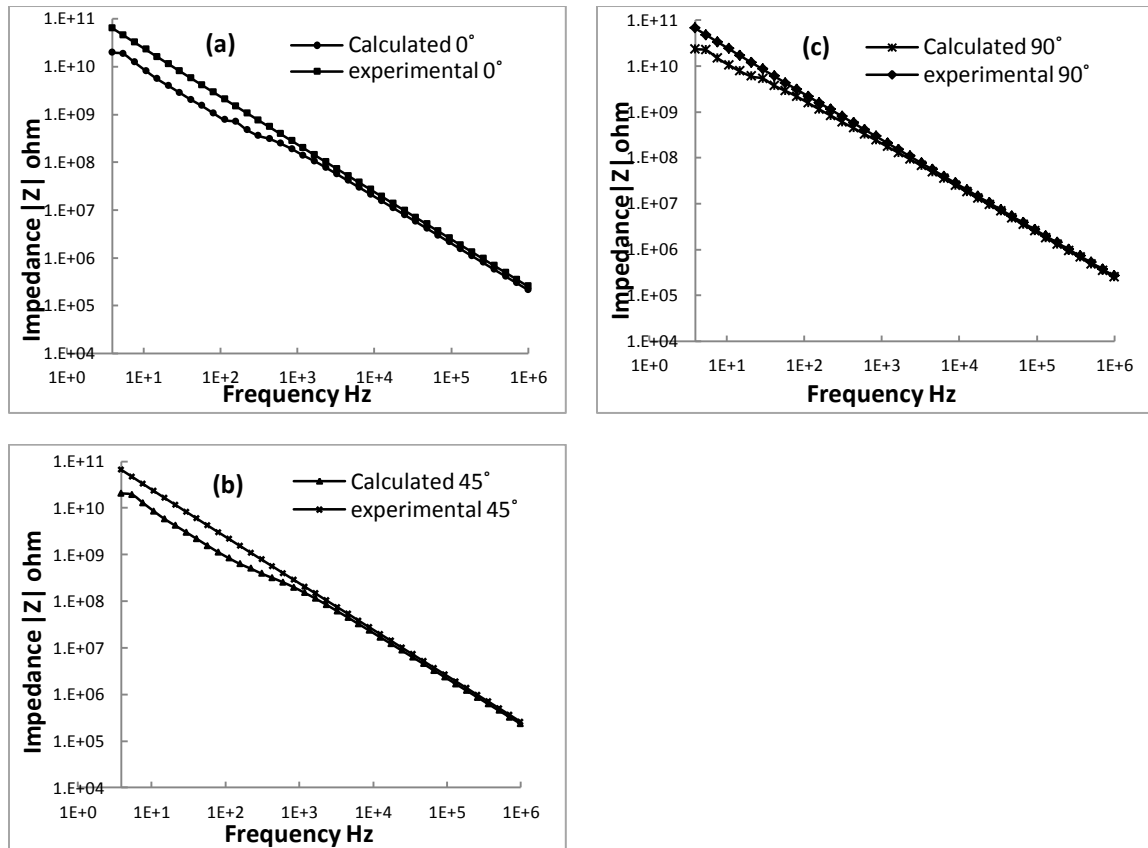 (a)
Calculated 0˚
experimental 0˚
Impedance |Z| ohm
1.E+11
1.E+10
1.E+09
1.E+08
1.E+07
1.E+06
1.E+05
1.E+04
1E+0 1E+1 1E+2 1E+3 1E+4 1E+5 1E+6
Frequency Hz
(c)
Calculated 90˚
experimental 90˚
Impedance |Z| ohm
1.E+11
1.E+10
1.E+09
1.E+08
1.E+07
1.E+06
1.E+05
1.E+04
1E+0 1E+1 1E+2 1E+3 1E+4 1E+5 1E+6
Frequency Hz
(b)
Calculated 45˚
experimental 45˚
Impedance |Z| ohm
1.E+11
1.E+10
1.E+09
1.E+08
1.E+07
1.E+06
1.E+05
1.E+04
1E+0 1E+1 1E+2 1E+3 1E+4 1E+5 1E+6
Frequency Hz